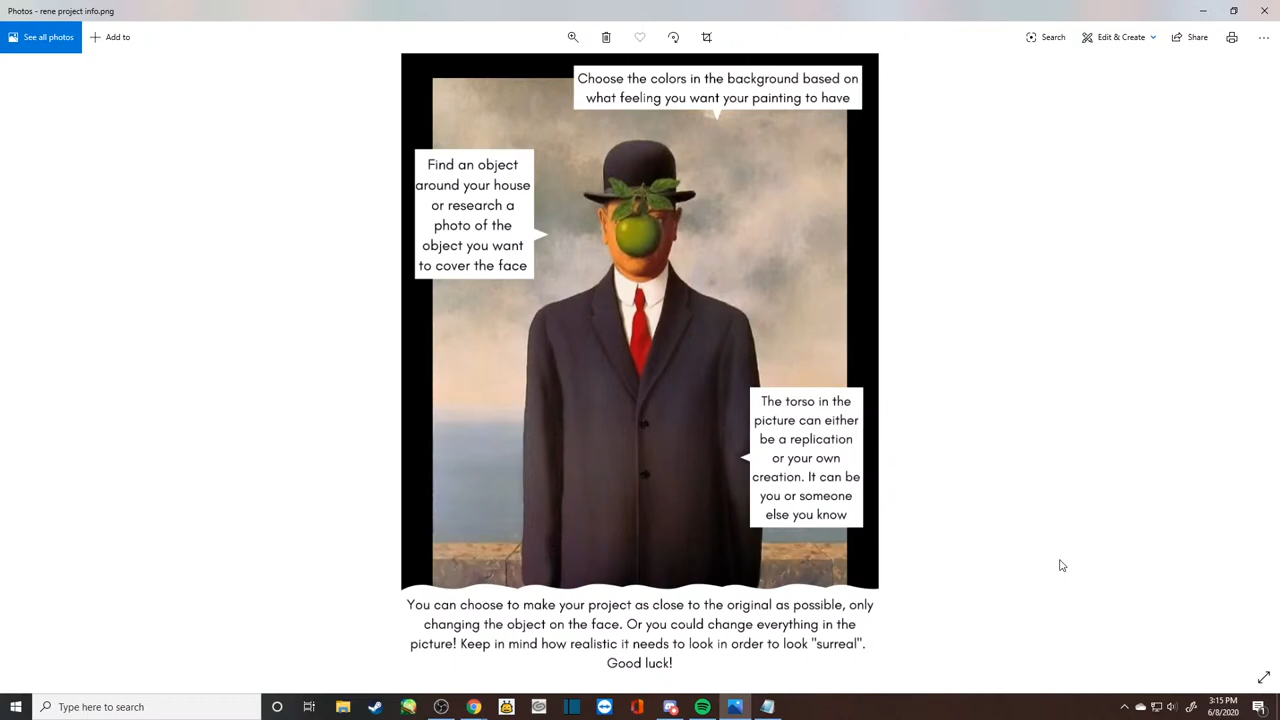 Photos - rene project info.png
See all photos
Add to
Search
Edit & Create
Share
Choose the colors in the background based on
what feeling you want your painting to have
Find an object
around your house
or research a
photo of the
object you want
to cover the face
The torso in the
picture can either
be a replication
or your own
creation. It can be
you or someone
else you know
You can choose to make your project as close to the original as possible, only
changing the object on the face. Or you could change everything in the
picture! Keep in mind how realistic it needs to look in order to look "surreal".
Good luck!
Type here to search
3:15 PM
6/8/2020